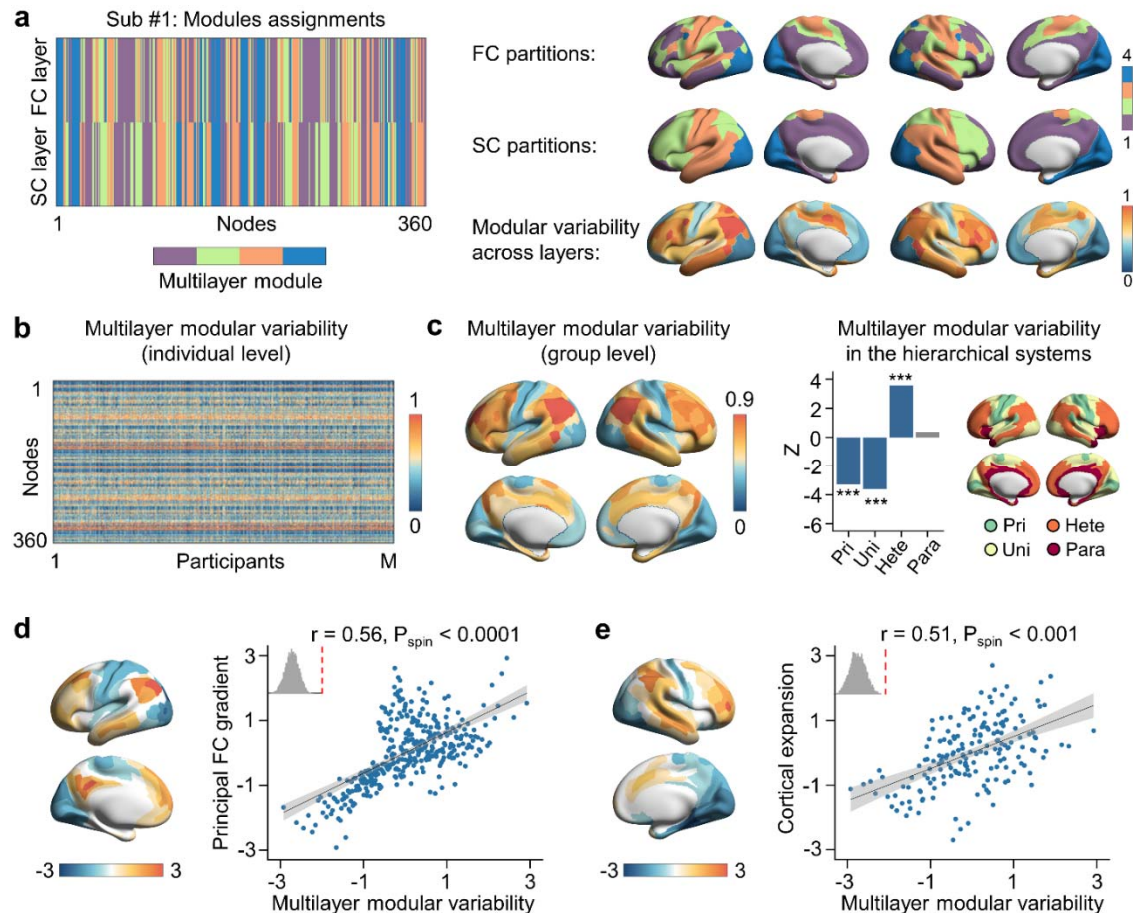 a
Sub #1: Modules assignments
FC layer
SC layer
1
Nodes
360
Multilayer module
FC partitions:
SC partitions:
Modular variability
across layers:
4
1
1
0
b
Multilayer modular variability
(individual level)
1
Nodes
360
1
Participants
M
1
0
c
Multilayer modular variability
(group level)
0.9
0
Multilayer modular variability
in the hierarchical systems
Z
4
2
0
-2
-4
-6
***
***
***
Pri
Uni
Hete
Para
Pri
Hete
Uni
Para
d
-3
3
r = 0.56, Pspin < 0.0001
Principal FC gradient
3
1
-1
-3
-3
-1
1
3
Multilayer modular variability
e
-3
3
r = 0.51, Pspin < 0.001
Cortical expansion
3
1
-1
-3
-3
-1
1
3
Multilayer modular variability